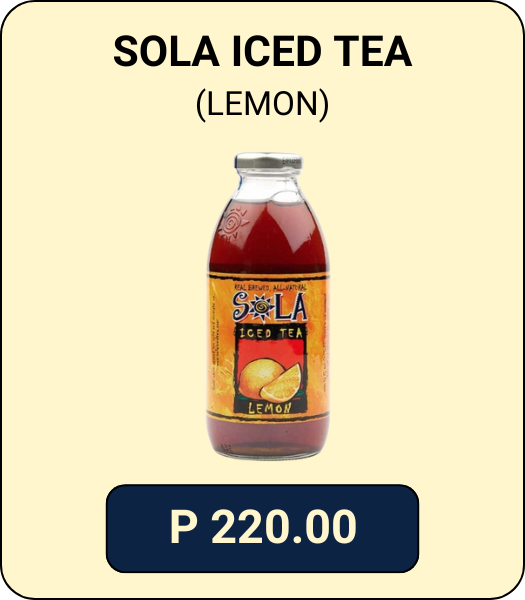 SOLA ICED TEA
(LEMON)
REAL BREWED, ALL-NATURAL
SOLA
ICED TEA
LEMON
P 220.00